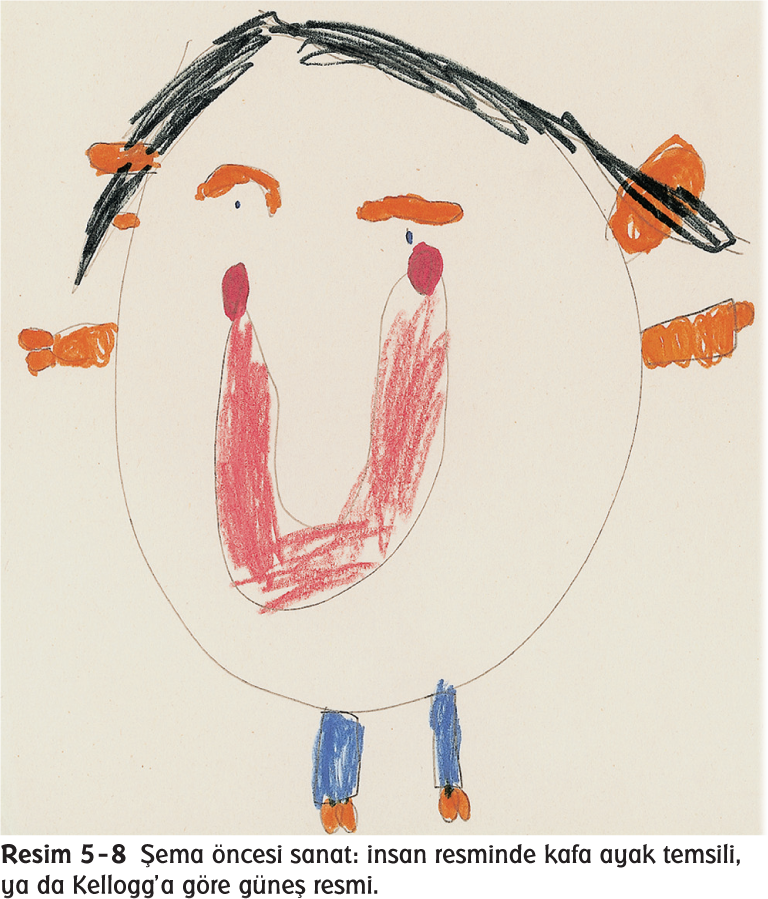 Resim 5-8 Şema öncesi sanat: insan resminde kafa ayak temsili,
ya da Kellogg'a göre güneş resmi.